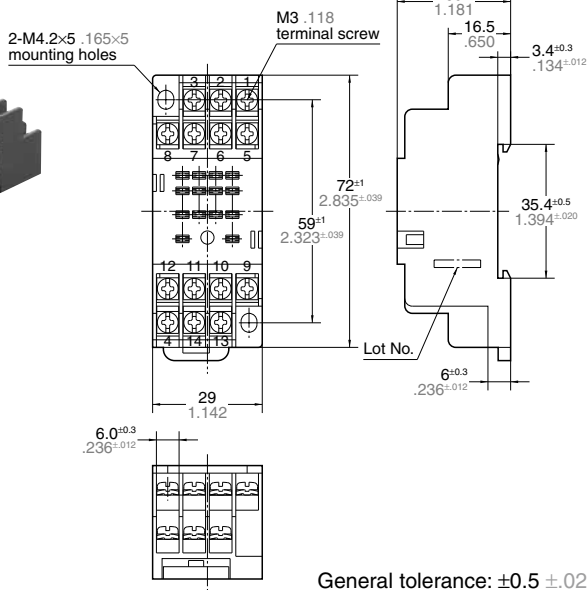 1.181
M3 .118
terminal screw
16.5
.650
3.4±0.3
.134±.012
2-M4.2×5 .165×5
mounting holes
3 2 1
8 7 6 5
72±1
2.835±.039
59±1
2.323±.039
35.4±0.5
1.394±.020
12 11 10 9
4 14 13
Lot No.
6±0.3
.236±.012
29
1.142
6.0±0.3
.236±.012
General tolerance: ±0.5 ±.02